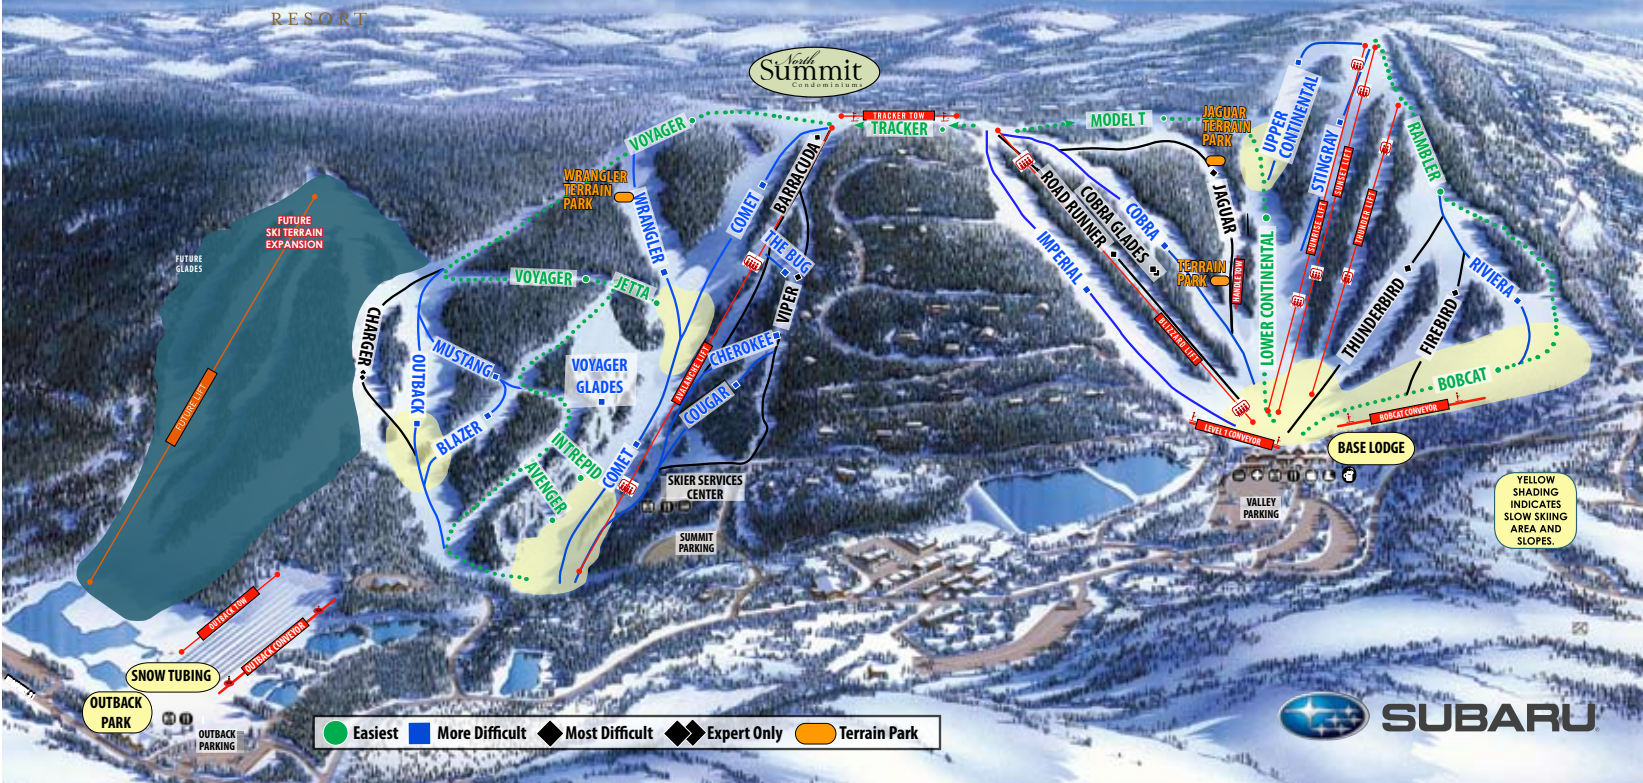 RESORT
North
Summit
Condominiums
TRACKER TOW
TRACKER
MODEL T
JAGUAR
TERRAIN
PARK
UPPER
CONTINENTAL
STINGRAY
SUNSET LIFT
SUNRISE LIFT
THUNDER LIFT
RAMBLER
VOYAGER
WRANGLER
TERRAIN
PARK
WRANGLER
COMET
BARRACUDA
THE BUG
VIPER
CHEROKEE
COUGAR
AVALANCHE LIFT
FUTURE
SKI TERRAIN
EXPANSION
FUTURE
GLADES
FUTURE LIFT
VOYAGER
JETTA
CHARGER
OUTBACK
MUSTANG
BLAZER
VOYAGER
GLADES
INTREPID
AVENGER
COMET
ROAD RUNNER
COBRA GLADES
COBRA
JAGUAR
IMPERIAL
TERRAIN
PARK
HANDLE TOW
LOWER CONTINENTAL
BLIZZARD LIFT
THUNDERBIRD
FIREBIRD
RIVIERA
BOBCAT
BOBCAT CONVEYOR
LEVEL 1 CONVEYOR
BASE LODGE
SKIER SERVICES
CENTER
SUMMIT
PARKING
VALLEY
PARKING
YELLOW
SHADING
INDICATES
SLOW SKIING
AREA AND
SLOPES.
OUTBACK TOW
OUTBACK CONVEYOR
SNOW TUBING
OUTBACK
PARK
OUTBACK
PARKING
Easiest
More Difficult
Most Difficult
Expert Only
Terrain Park
SUBARU